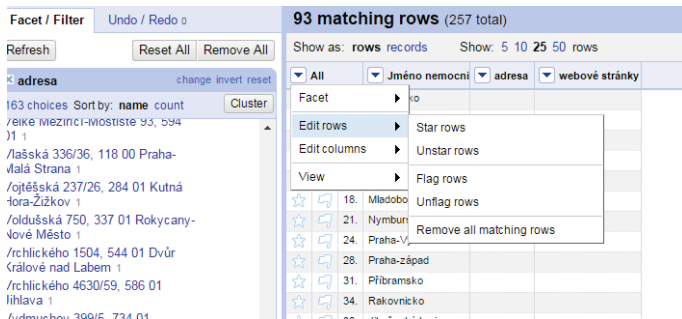 Facet / Filter Undo / Redo 0
Refresh Reset All Remove All
adresa change invert reset
163 choices Sort by: name count Cluster
Velké Meziříčí-Mostiště 93, 594
01 1
Vlašská 336/36, 118 00 Praha-
Malá Strana 1
Vojtěšská 237/26, 284 01 Kutná
Hora-Žižkov 1
Voldušská 750, 337 01 Rokycany-
Nové Město 1
Vrchlického 1504, 544 01 Dvůr
Králové nad Labem 1
Vrchlického 4630/59, 586 01
Jihlava 1
93 matching rows (257 total)
Show as: rows records Show: 5 10 25 50 rows
All Jméno nemocni adresa webové stránky
Facet
Edit rows
Edit columns
View
Star rows
Unstar rows
Flag rows
Unflag rows
Remove all matching rows
18. Mladobo
21. Nymburs
24. Praha-V
28. Praha-západ
31. Příbramsko
34. Rakovnicko